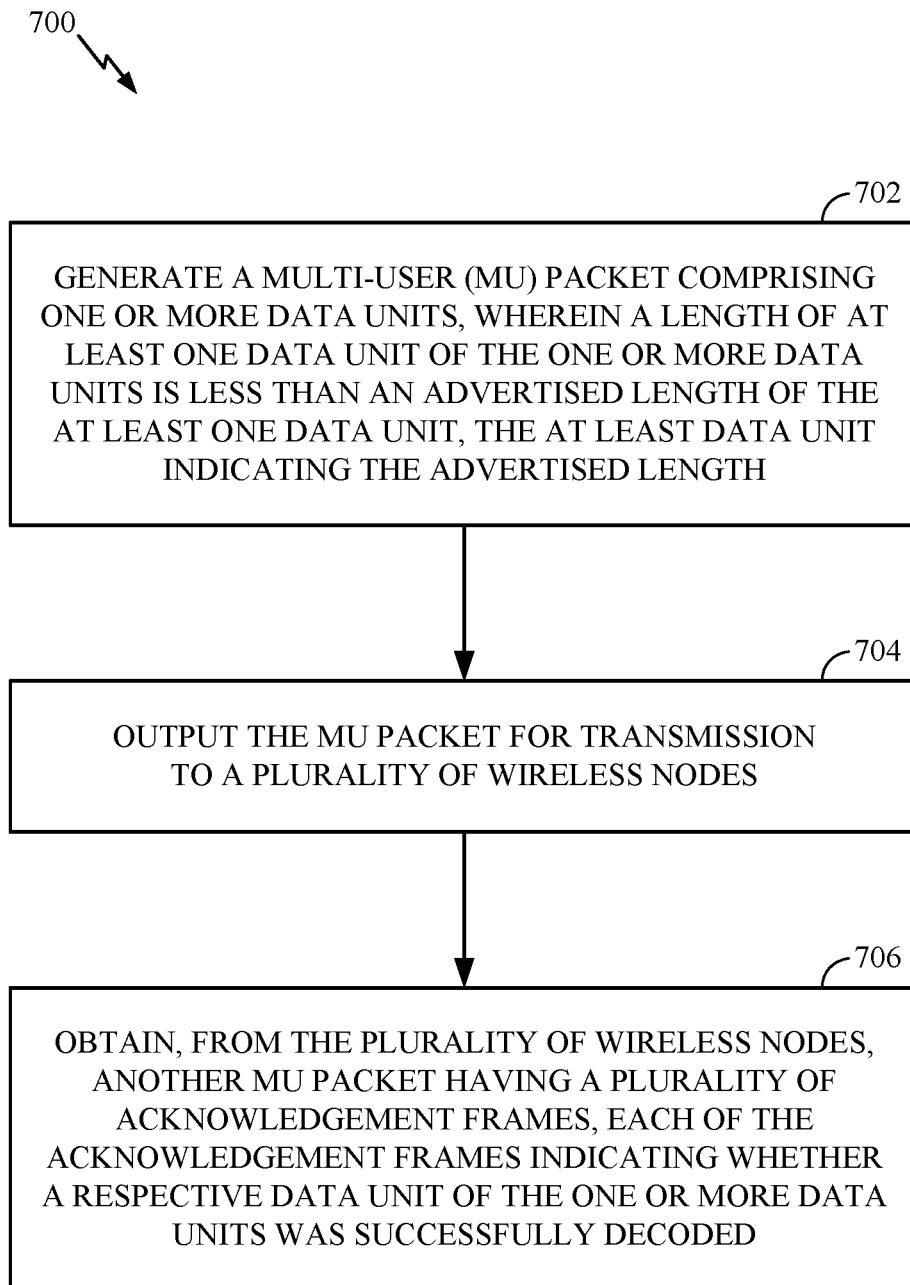 700
702
GENERATE A MULTI-USER (MU) PACKET COMPRISING
ONE OR MORE DATA UNITS, WHEREIN A LENGTH OF AT
LEAST ONE DATA UNIT OF THE ONE OR MORE DATA
UNITS IS LESS THAN AN ADVERTISED LENGTH OF THE
AT LEAST ONE DATA UNIT, THE AT LEAST DATA UNIT
INDICATING THE ADVERTISED LENGTH
704
OUTPUT THE MU PACKET FOR TRANSMISSION
TO A PLURALITY OF WIRELESS NODES
706
OBTAIN, FROM THE PLURALITY OF WIRELESS NODES,
ANOTHER MU PACKET HAVING A PLURALITY OF
ACKNOWLEDGEMENT FRAMES, EACH OF THE
ACKNOWLEDGEMENT FRAMES INDICATING WHETHER
A RESPECTIVE DATA UNIT OF THE ONE OR MORE DATA
UNITS WAS SUCCESSFULLY DECODED